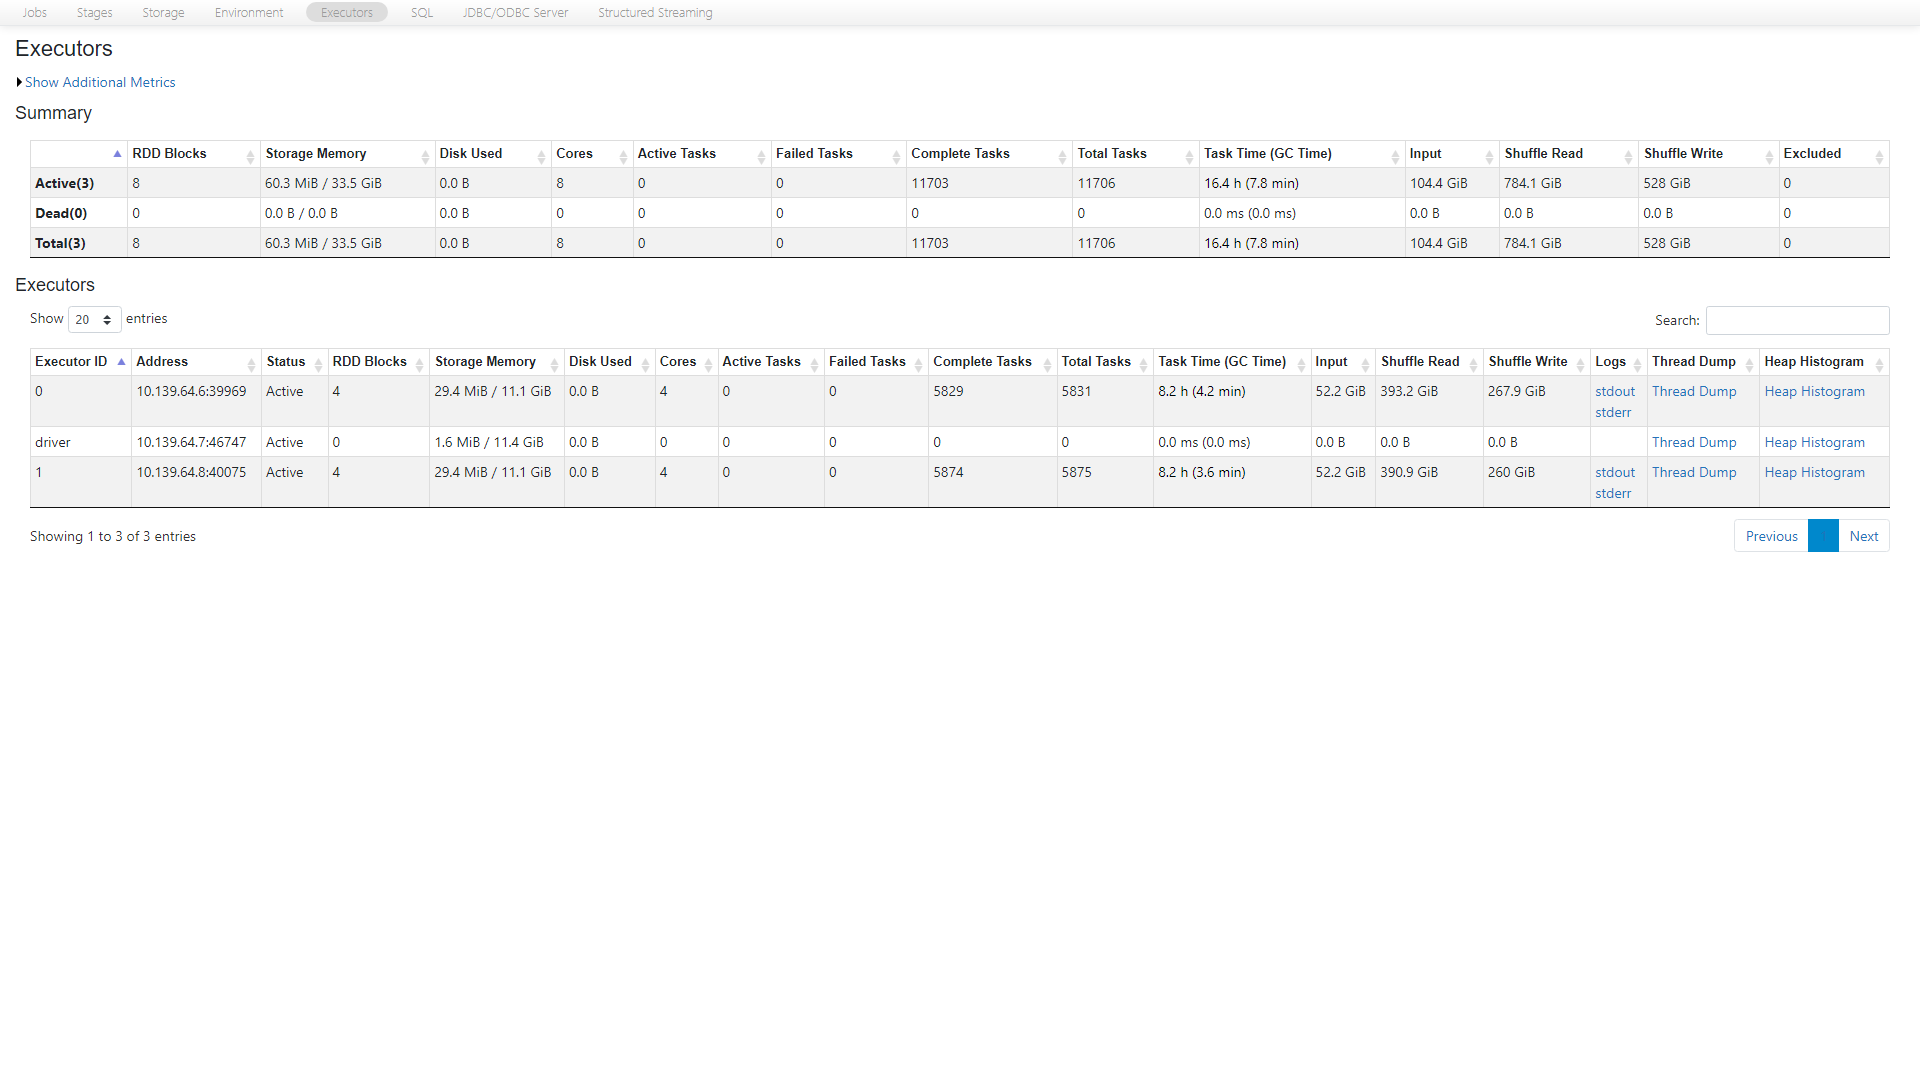 Jobs Stages Storage Environment Executors SQL JDBC/ODBC Server Structured Streaming
Executors
Show Additional Metrics
Summary
RDD Blocks Storage Memory Disk Used Cores Active Tasks Failed Tasks Complete Tasks Total Tasks Task Time (GC Time) Input Shuffle Read Shuffle Write Excluded
Active(3) 8 60.3 MiB / 33.5 GiB 0.0 B 8 0 0 11703 11706 16.4 h (7.8 min) 104.4 GiB 784.1 GiB 528 GiB 0
Dead(0) 0 0.0 B / 0.0 B 0.0 B 0 0 0 0 0 0.0 ms (0.0 ms) 0.0 B 0.0 B 0.0 B 0
Total(3) 8 60.3 MiB / 33.5 GiB 0.0 B 8 0 0 11703 11706 16.4 h (7.8 min) 104.4 GiB 784.1 GiB 528 GiB 0
Executors
Show 20 entries Search:
Executor ID Address Status RDD Blocks Storage Memory Disk Used Cores Active Tasks Failed Tasks Complete Tasks Total Tasks Task Time (GC Time) Input Shuffle Read Shuffle Write Logs Thread Dump Heap Histogram
0 10.139.64.6:39969 Active 4 29.4 MiB / 11.1 GiB 0.0 B 4 0 0 5829 5831 8.2 h (4.2 min) 52.2 GiB 393.2 GiB 267.9 GiB stdout Thread Dump Heap Histogram
stderr
driver 10.139.64.7:46747 Active 0 1.6 MiB / 11.4 GiB 0.0 B 0 0 0 0 0 0.0 ms (0.0 ms) 0.0 B 0.0 B 0.0 B Thread Dump Heap Histogram
1 10.139.64.8:40075 Active 4 29.4 MiB / 11.1 GiB 0.0 B 4 0 0 5874 5875 8.2 h (3.6 min) 52.2 GiB 390.9 GiB 260 GiB stdout Thread Dump Heap Histogram
stderr
Showing 1 to 3 of 3 entries Previous Next